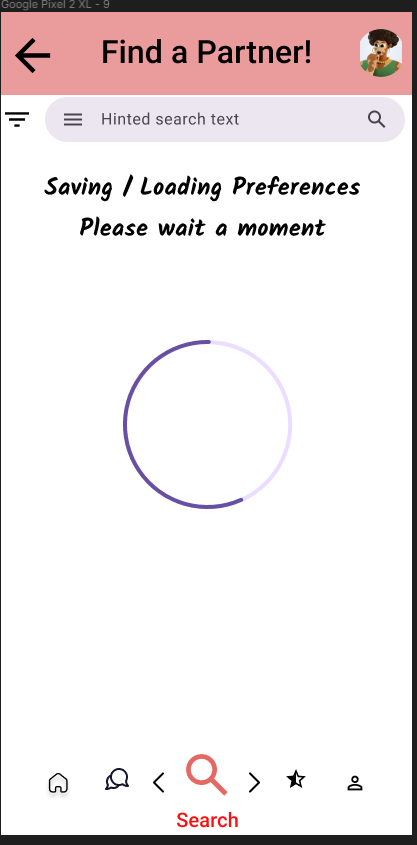 Google Pixel 2 XL - 9
Find a Partner!
Hinted search text
Saving / Loading Preferences
Please wait a moment
Search